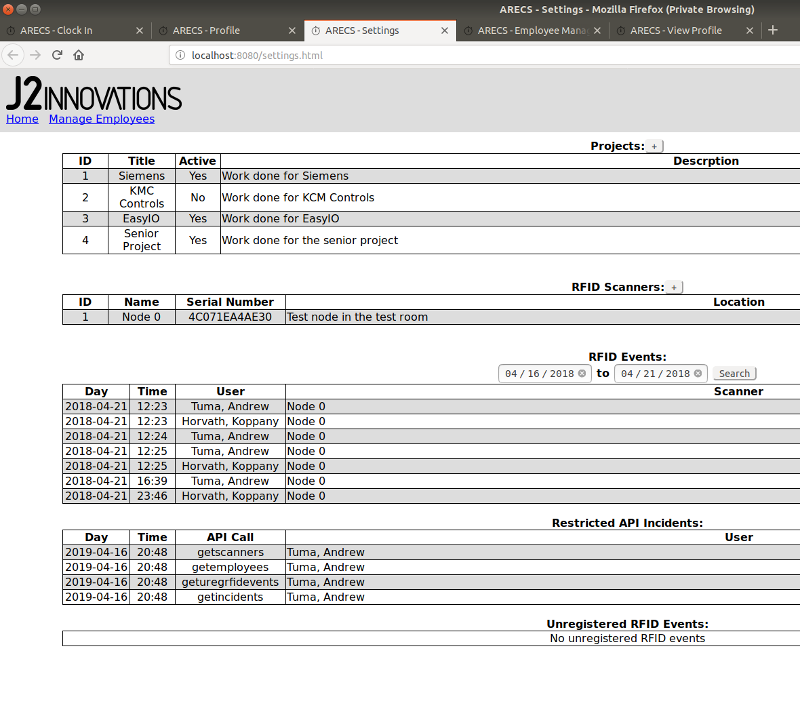 ARECS - Settings - Mozilla Firefox (Private Browsing)
ARECS - Clock In
ARECS - Profile
ARECS - Settings
ARECS - Employee Mana
ARECS - View Profile
localhost:8080/settings.html
J2INNOVATIONS
Home Manage Employees
Projects: +
ID Title Active Descrption
1 Siemens Yes Work done for Siemens
2 KMC Controls No Work done for KCM Controls
3 EasyIO Yes Work done for EasyIO
4 Senior Project Yes Work done for the senior project
RFID Scanners: +
ID Name Serial Number Location
1 Node 0 4C071EA4AE30 Test node in the test room
RFID Events:
04 / 16 / 2018 to 04 / 21 / 2018 Search
Day Time User Scanner
2018-04-21 12:23 Tuma, Andrew Node 0
2018-04-21 12:23 Horvath, Koppany Node 0
2018-04-21 12:24 Tuma, Andrew Node 0
2018-04-21 12:25 Tuma, Andrew Node 0
2018-04-21 12:25 Horvath, Koppany Node 0
2018-04-21 16:39 Tuma, Andrew Node 0
2018-04-21 23:46 Horvath, Koppany Node 0
Restricted API Incidents:
Day Time API Call User
2019-04-16 20:48 getscanners Tuma, Andrew
2019-04-16 20:48 getemployees Tuma, Andrew
2019-04-16 20:48 geturegrfidevents Tuma, Andrew
2019-04-16 20:48 getincidents Tuma, Andrew
Unregistered RFID Events:
No unregistered RFID events